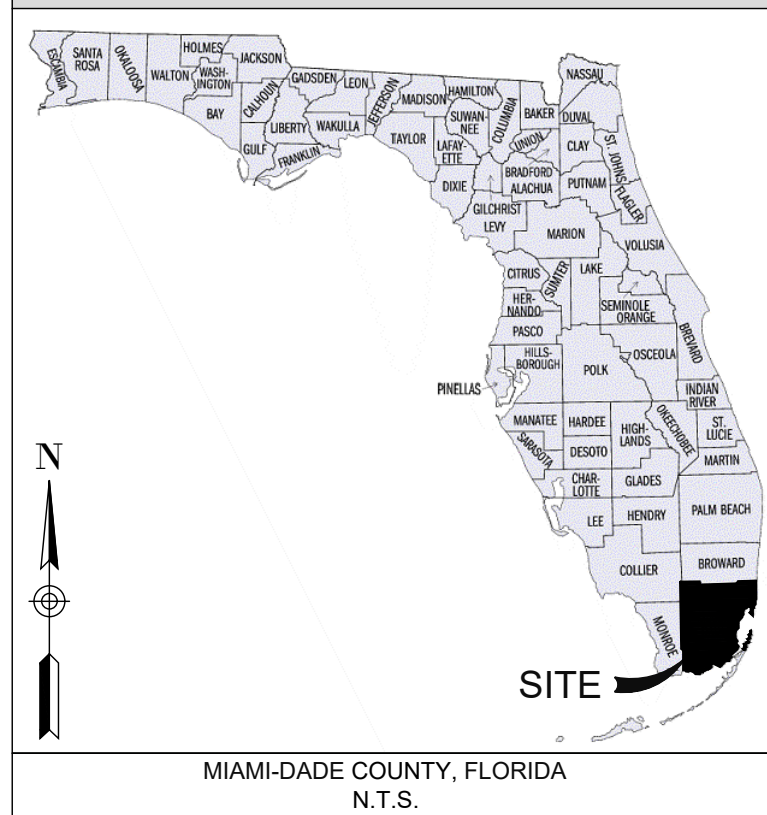 ESCAMBIA
SANTA
ROSA
OKALOOSA
WALTON
HOLMES
WASH-
INGTON
JACKSON
BAY
CALHOUN
GULF
GADSDEN
LIBERTY
FRANKLIN
LEON
WAKULLA
JEFFERSON
MADISON
TAYLOR
HAMILTON
SUWAN-
NEE
LAFAY-
ETTE
DIXIE
COLUMBIA
BAKER
UNION
BRADFORD
ALACHUA
GILCHRIST
LEVY
NASSAU
DUVAL
CLAY
ST. JOHNS
PUTNAM
FLAGLER
MARION
VOLUSIA
CITRUS
SUMTER
LAKE
HER-
NANDO
SEMINOLE
ORANGE
BREVARD
PASCO
HILLS-
BOROUGH
POLK
OSCEOLA
PINELLAS
INDIAN
RIVER
MANATEE
HARDEE
HIGH-
LANDS
OKEECHOBEE
ST.
LUCIE
SARASOTA
DESOTO
MARTIN
CHAR-
LOTTE
GLADES
LEE
HENDRY
PALM BEACH
COLLIER
BROWARD
MONROE
N
SITE
MIAMI-DADE COUNTY, FLORIDA
N.T.S.